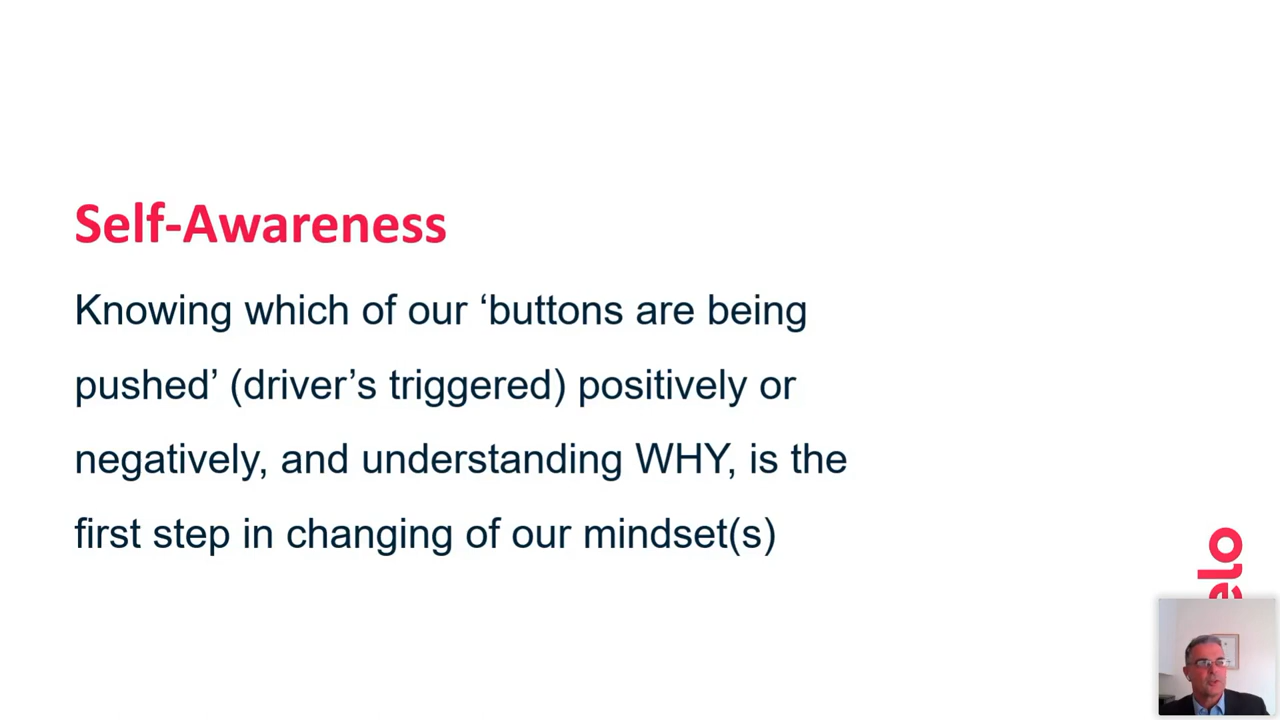 Self-Awareness
Knowing which of our ‘buttons are being
pushed’ (driver’s triggered) positively or
negatively, and understanding WHY, is the
first step in changing of our mindset(s)
elo